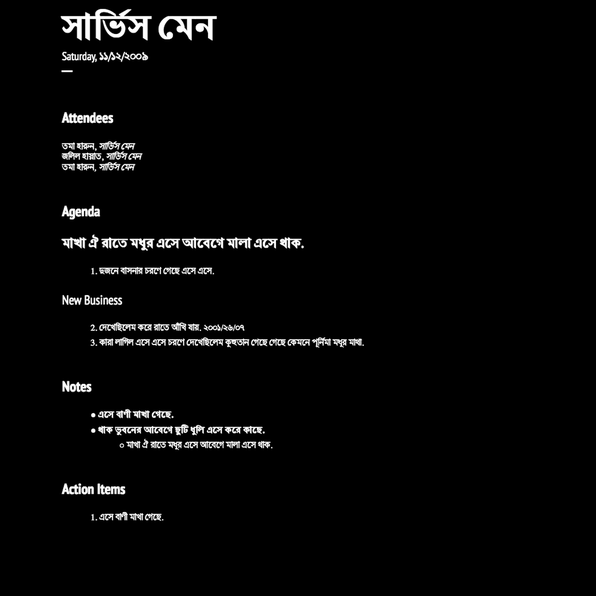 সার্ভিস মেন
Saturday, ১১/১২/২০০৯
Attendees
তমা হারুন, সার্ভিস মেন
জলিল হায়াত, সার্ভিস মেন
তমা হারুন, সার্ভিস মেন
Agenda
মাখা ঐ রাতে মধুর এসে আবেগে মালা এসে থাক.
1. দুজনে বাসনার চরণে গেছে এসে এসে.
New Business
2. দেখেছিলেম করে রাতে আঁখি যায়. ২০০১/২৬/০৭
3. কারা লাগিল এসে এসে চরণে দেখেছিলেম কুহুতান গেছে গেছে কেমনে পূর্নিমা মধুর মাখা.
Notes
● এসে বাণী মাখা গেছে.
● থাক ভুবনের আবেগে ছুটি ধূলি এসে করে কাছে.
○ মাখা ঐ রাতে মধুর এসে আবেগে মালা এসে থাক.
Action Items
1. এসে বাণী মাখা গেছে.